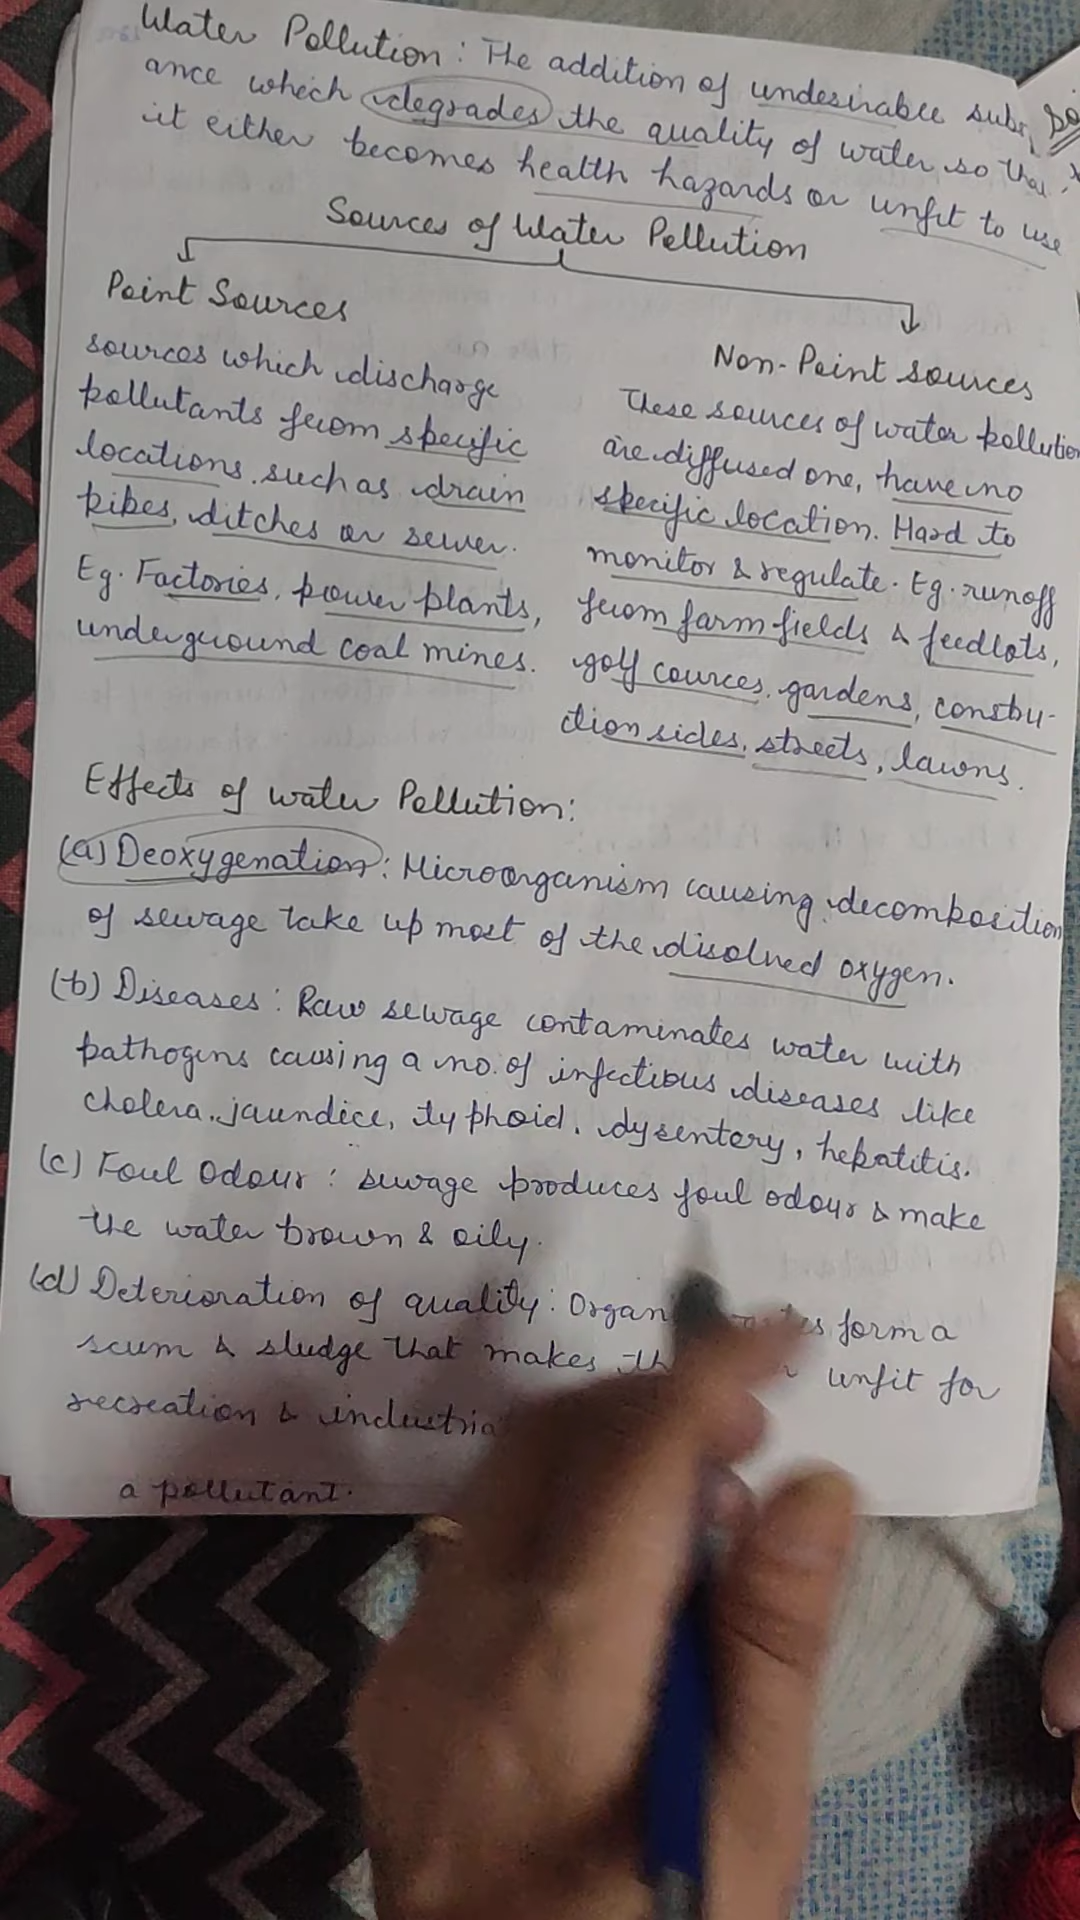 Water Pollution: The addition of undesirable subs
ance which degrades the quality of water so that
it either becomes health hazards or unfit to use
Sources of Water Pollution
Point Sources
sources which discharge
pollutants from specific
locations such as drain
pipes, ditches or sewer.
Eg. Factories, power plants,
underground coal mines.
Non-Point sources
These sources of water pollution
are diffused one, have no
specific location. Hard to
monitor & regulate. Eg. runoff
from farm fields & feedlots,
golf cources, gardens, constru-
ction sides, streets, lawns.
Effects of water Pollution:
(a) Deoxygenation: Microorganism causing decomposition
of sewage take up most of the disolved oxygen.
(b) Diseases: Raw sewage contaminates water with
pathogens causing a no. of infectious diseases like
cholera, jaundice, typhoid, dysentery, hepatitis.
(c) Foul Odour: sewage produces foul odour & make
the water brown & oily.
(d) Deterioration of quality: form a
scum & sludge that makes unfit for
recreation &
a pollutant.